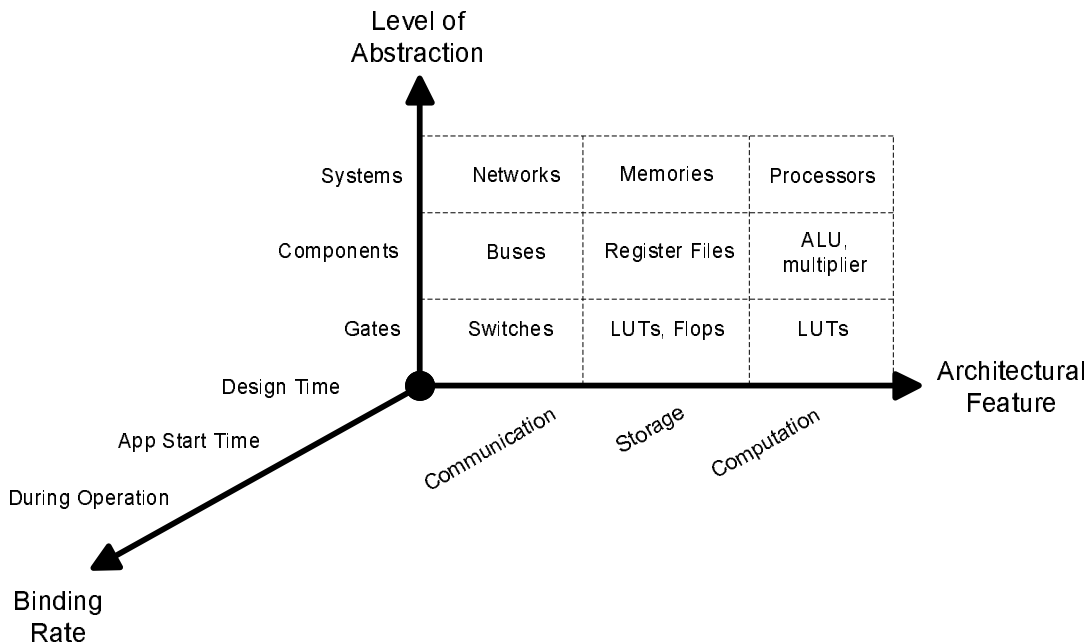 Level of
Abstraction
Systems
Networks
Memories
Processors
Components
Buses
Register Files
ALU,
multiplier
Gates
Switches
LUTs, Flops
LUTs
Design Time
Architectural
Feature
Communication
Storage
Computation
App Start Time
During Operation
Binding
Rate